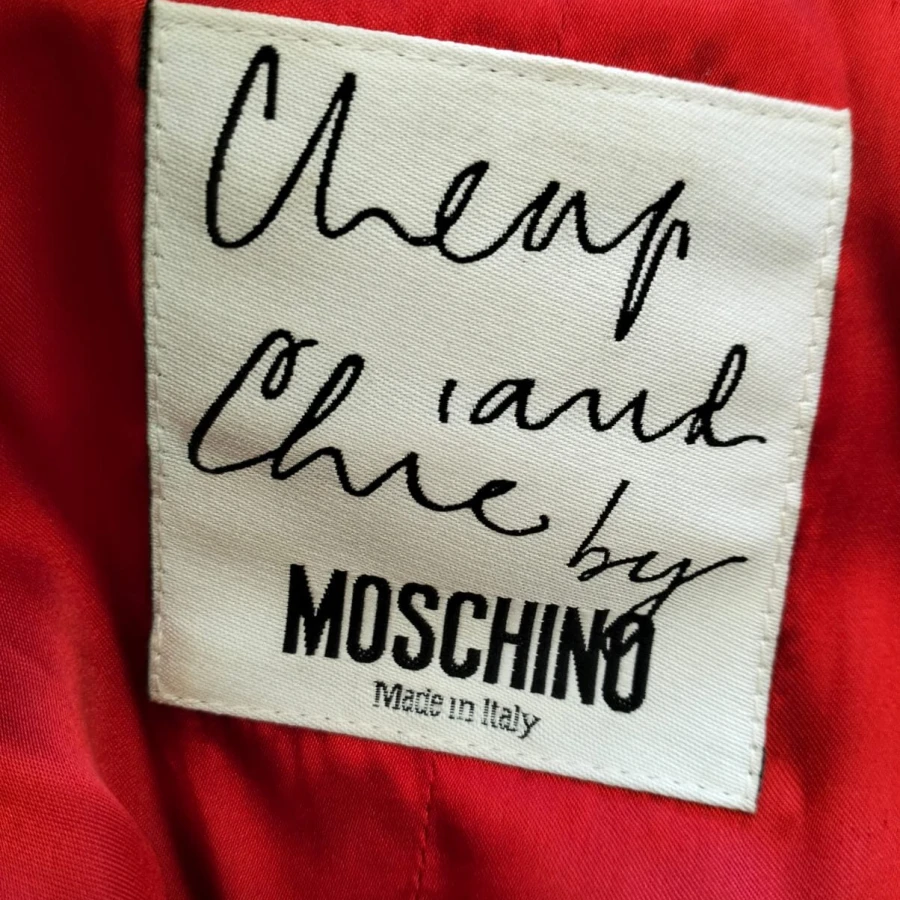 Cheap
and
Chic by
MOSCHINO
Made in Italy